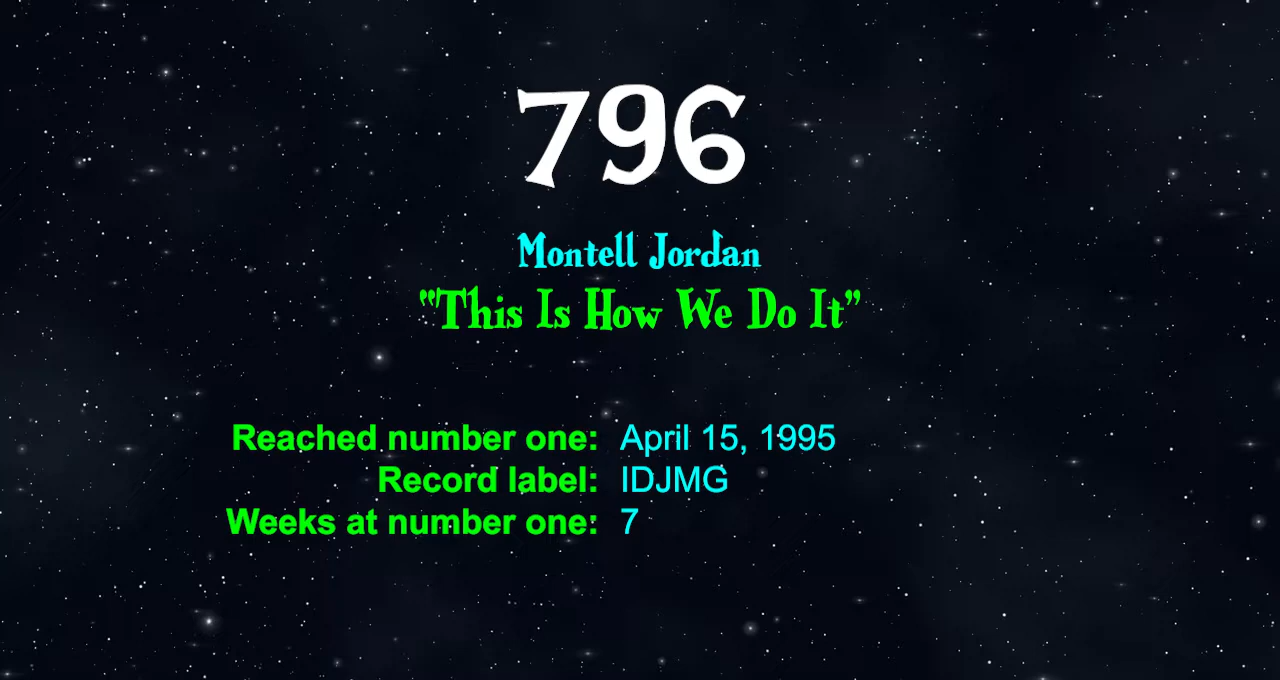 796
Montell Jordan
"This Is How We Do It"
Reached number one: April 15, 1995
Record label: IDJMG
Weeks at number one: 7